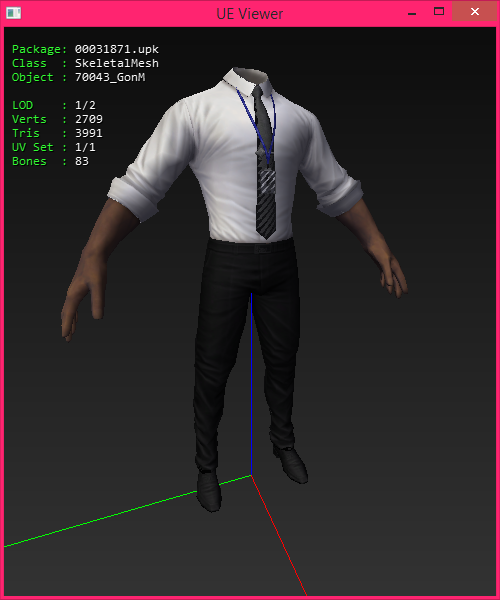 UE Viewer
Package: 00031871.upk
Class : SkeletalMesh
Object : 70043_GonM
LOD : 1/2
Verts : 2709
Tris : 3991
UV Set : 1/1
Bones : 83